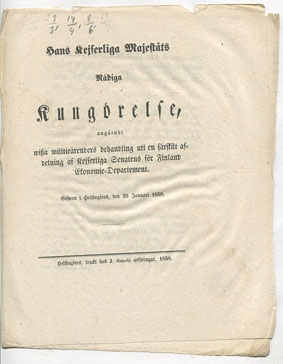 Hans Kejserliga Majestäts
Nådiga
Kungörelse,
angående
wissa militieärenders behandling uti en särskilt af-
delning af Kejserliga Senatens för Finland
Ekonomie-Departement.
Gifwen i Helsingfors, den 25 Januari 1858.
Helsingfors, tryckt hos J. Simelii arfwingar, 1858.